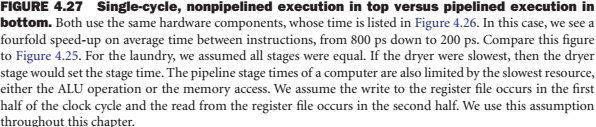 FIGURE 4.27 Single-cycle, nonpipelined execution in top versus pipelined execution in
bottom. Both use the same hardware components, whose time is listed in Figure 4.26. In this case, we see a
fourfold speed-up on average time between instructions, from 800 ps down to 200 ps. Compare this figure
to Figure 4.25. For the laundry, we assumed all stages were equal. If the dryer were slowest, then the dryer
stage would set the stage time. The pipeline stage times of a computer are also limited by the slowest resource,
either the ALU operation or the memory access. We assume the write to the register file occurs in the first
half of the clock cycle and the read from the register file occurs in the second half. We use this assumption
throughout this chapter.